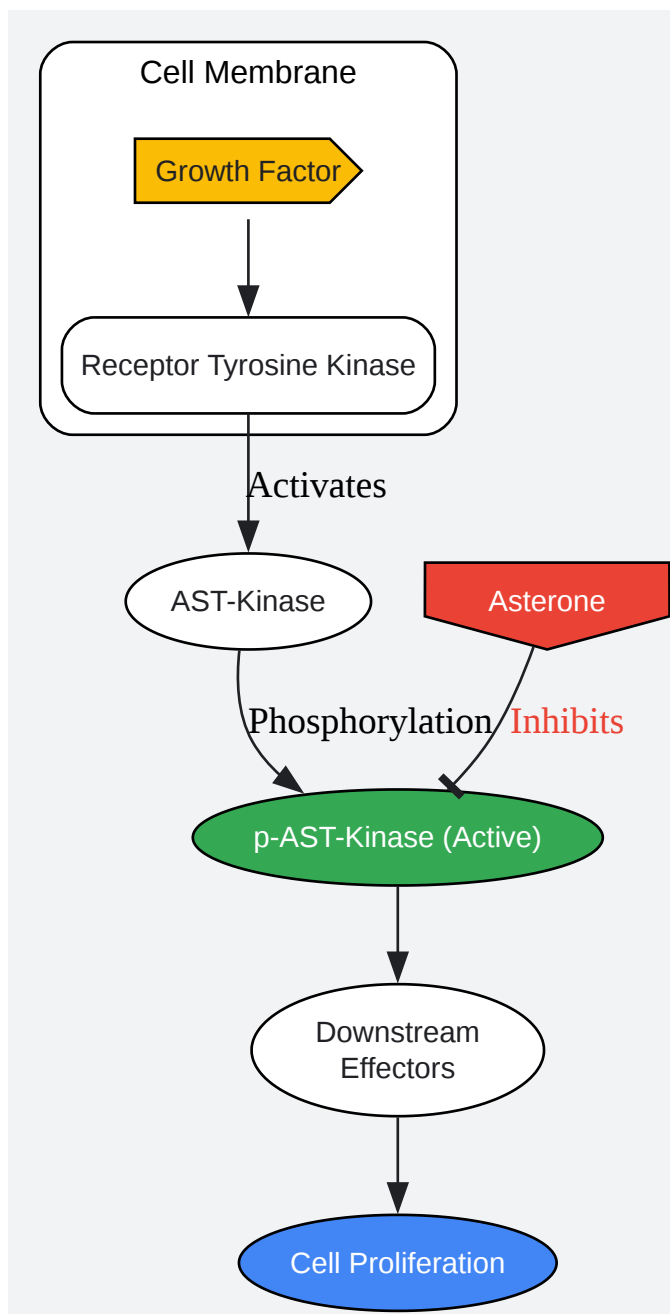 Cell Membrane
Growth Factor
Receptor Tyrosine Kinase
Activates
AST-Kinase
Asterone
Phosphorylation
Inhibits
p-AST-Kinase (Active)
Downstream
Effectors
Cell Proliferation